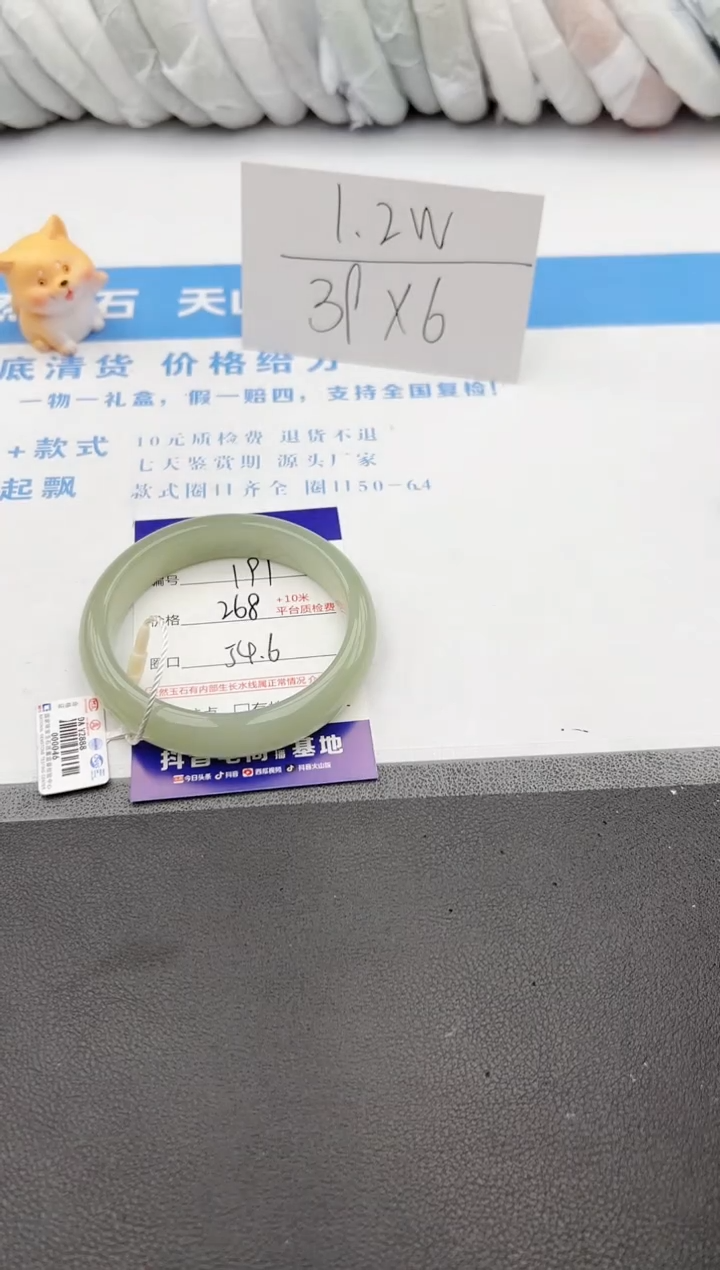 1.2W
3P×6
石 天山
底清货 价格给力
一物一礼盒，假一赔四，支持全国复检！
+款式
10元质检费 退货不退
七天鉴赏期 源头厂家
起飘
款式圈口齐全 圈口50-64
编号 191
价格 268 +10米
平台质检费
圈口 54.6
然玉石有内部生长水线属正常情况
基地
今日头条 抖音 西瓜视频 抖音火山版